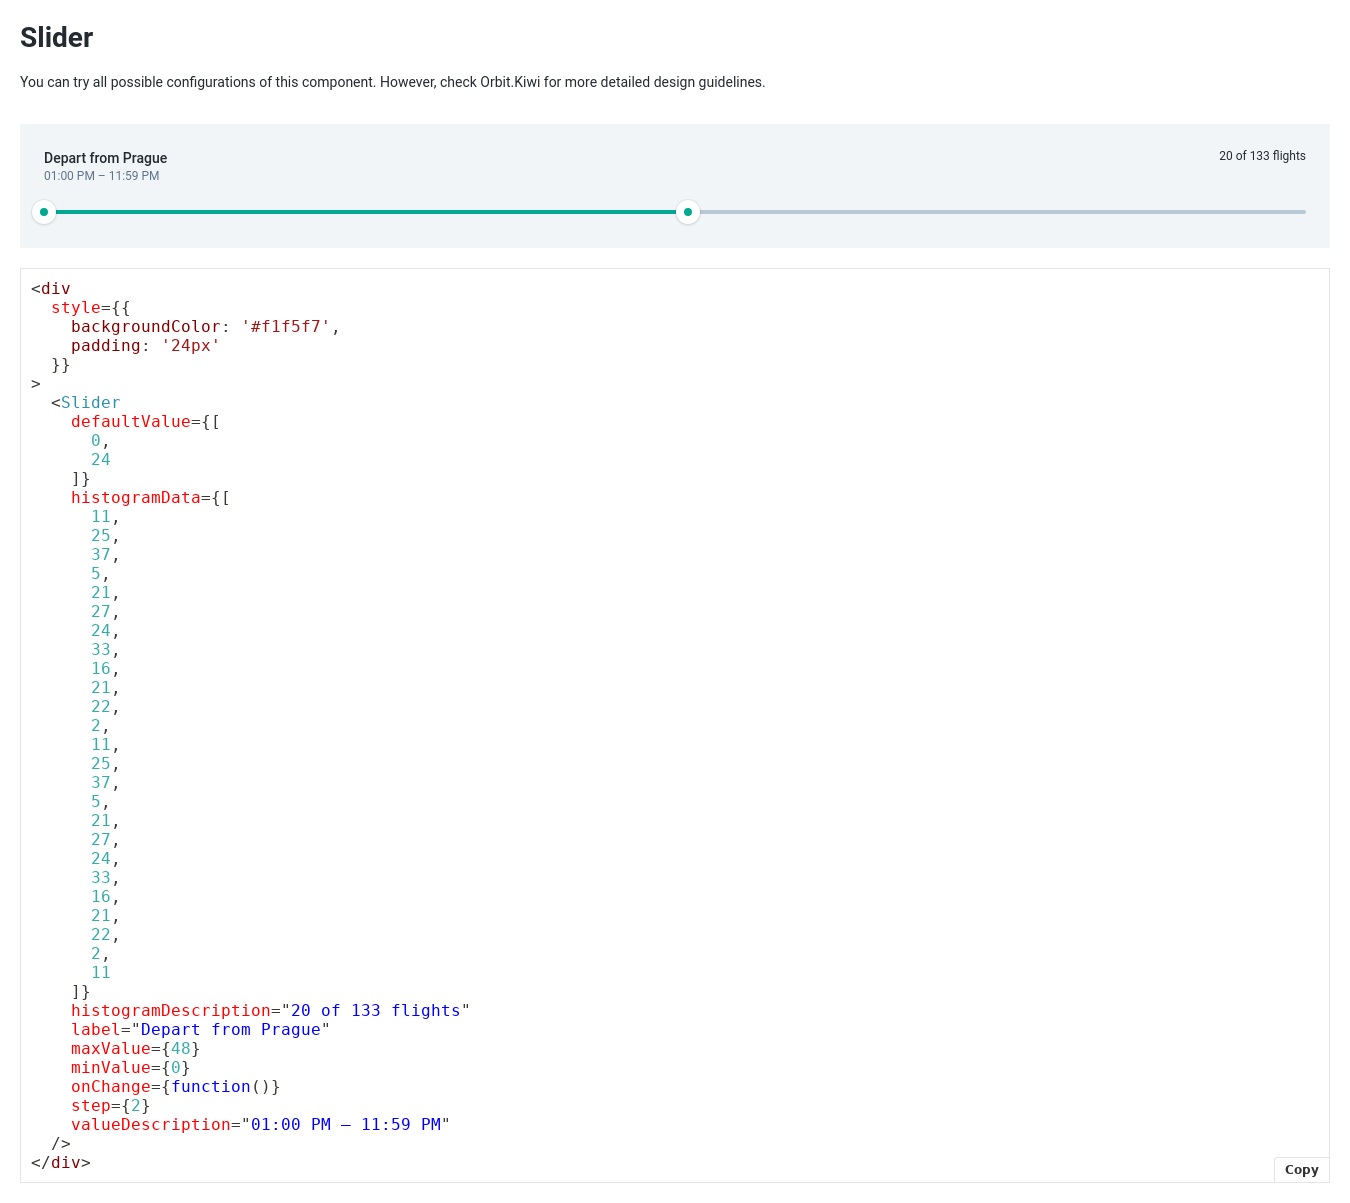 Slider
You can try all possible configurations of this component. However, check Orbit.Kiwi for more detailed design guidelines.
Depart from Prague
20 of 133 flights
01:00 PM – 11:59 PM
<div
  style={{
    backgroundColor: '#f1f5f7',
    padding: '24px'
  }}
>
  <Slider
    defaultValue={[
      0,
      24
    ]}
    histogramData={[
      11,
      25,
      37,
      5,
      21,
      27,
      24,
      33,
      16,
      21,
      22,
      2,
      11,
      25,
      37,
      5,
      21,
      27,
      24,
      33,
      16,
      21,
      22,
      2,
      11
    ]}
    histogramDescription="20 of 133 flights"
    label="Depart from Prague"
    maxValue={48}
    minValue={0}
    onChange={function()}
    step={2}
    valueDescription="01:00 PM – 11:59 PM"
  />
</div>
Copy